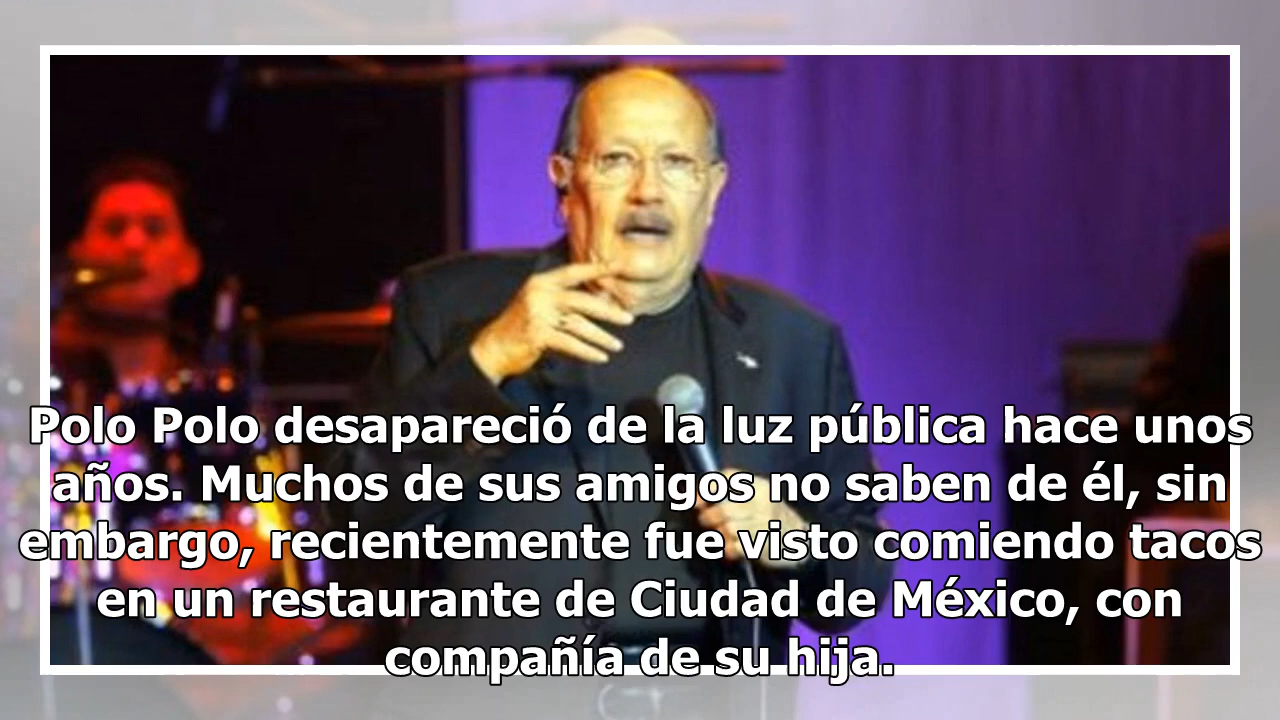 Polo Polo desapareció de la luz pública hace unos
años. Muchos de sus amigos no saben de él, sin
embargo, recientemente fue visto comiendo tacos
en un restaurante de Ciudad de México, con
compañía de su hija.